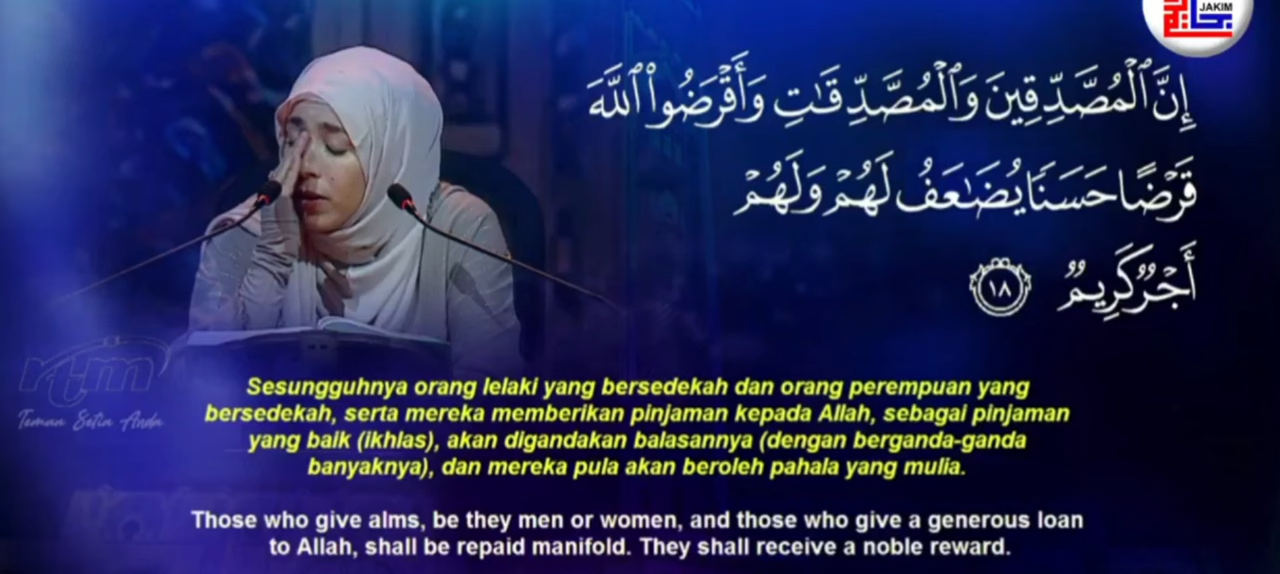 JAKIM
إِنَّ ٱلْمُصَّدِّقِينَ وَٱلْمُصَّدِّقَـٰتِ وَأَقْرَضُوا۟ ٱللَّهَ
قَرْضًا حَسَنًا يُضَـٰعَفُ لَهُمْ وَلَهُمْ
أَجْرٌ كَرِيمٌ ١٨
rtm
Teman Setia Anda
Sesungguhnya orang lelaki yang bersedekah dan orang perempuan yang
bersedekah, serta mereka memberikan pinjaman kepada Allah, sebagai pinjaman
yang baik (ikhlas), akan digandakan balasannya (dengan berganda-ganda
banyaknya), dan mereka pula akan beroleh pahala yang mulia.
Those who give alms, be they men or women, and those who give a generous loan
to Allah, shall be repaid manifold. They shall receive a noble reward.